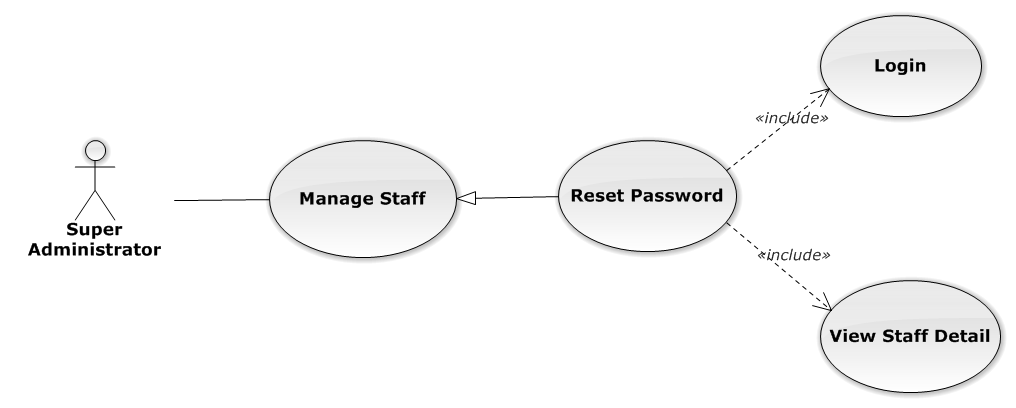 Login
«include»
Manage Staff
Reset Password
Super
Administrator
«include»
View Staff Detail